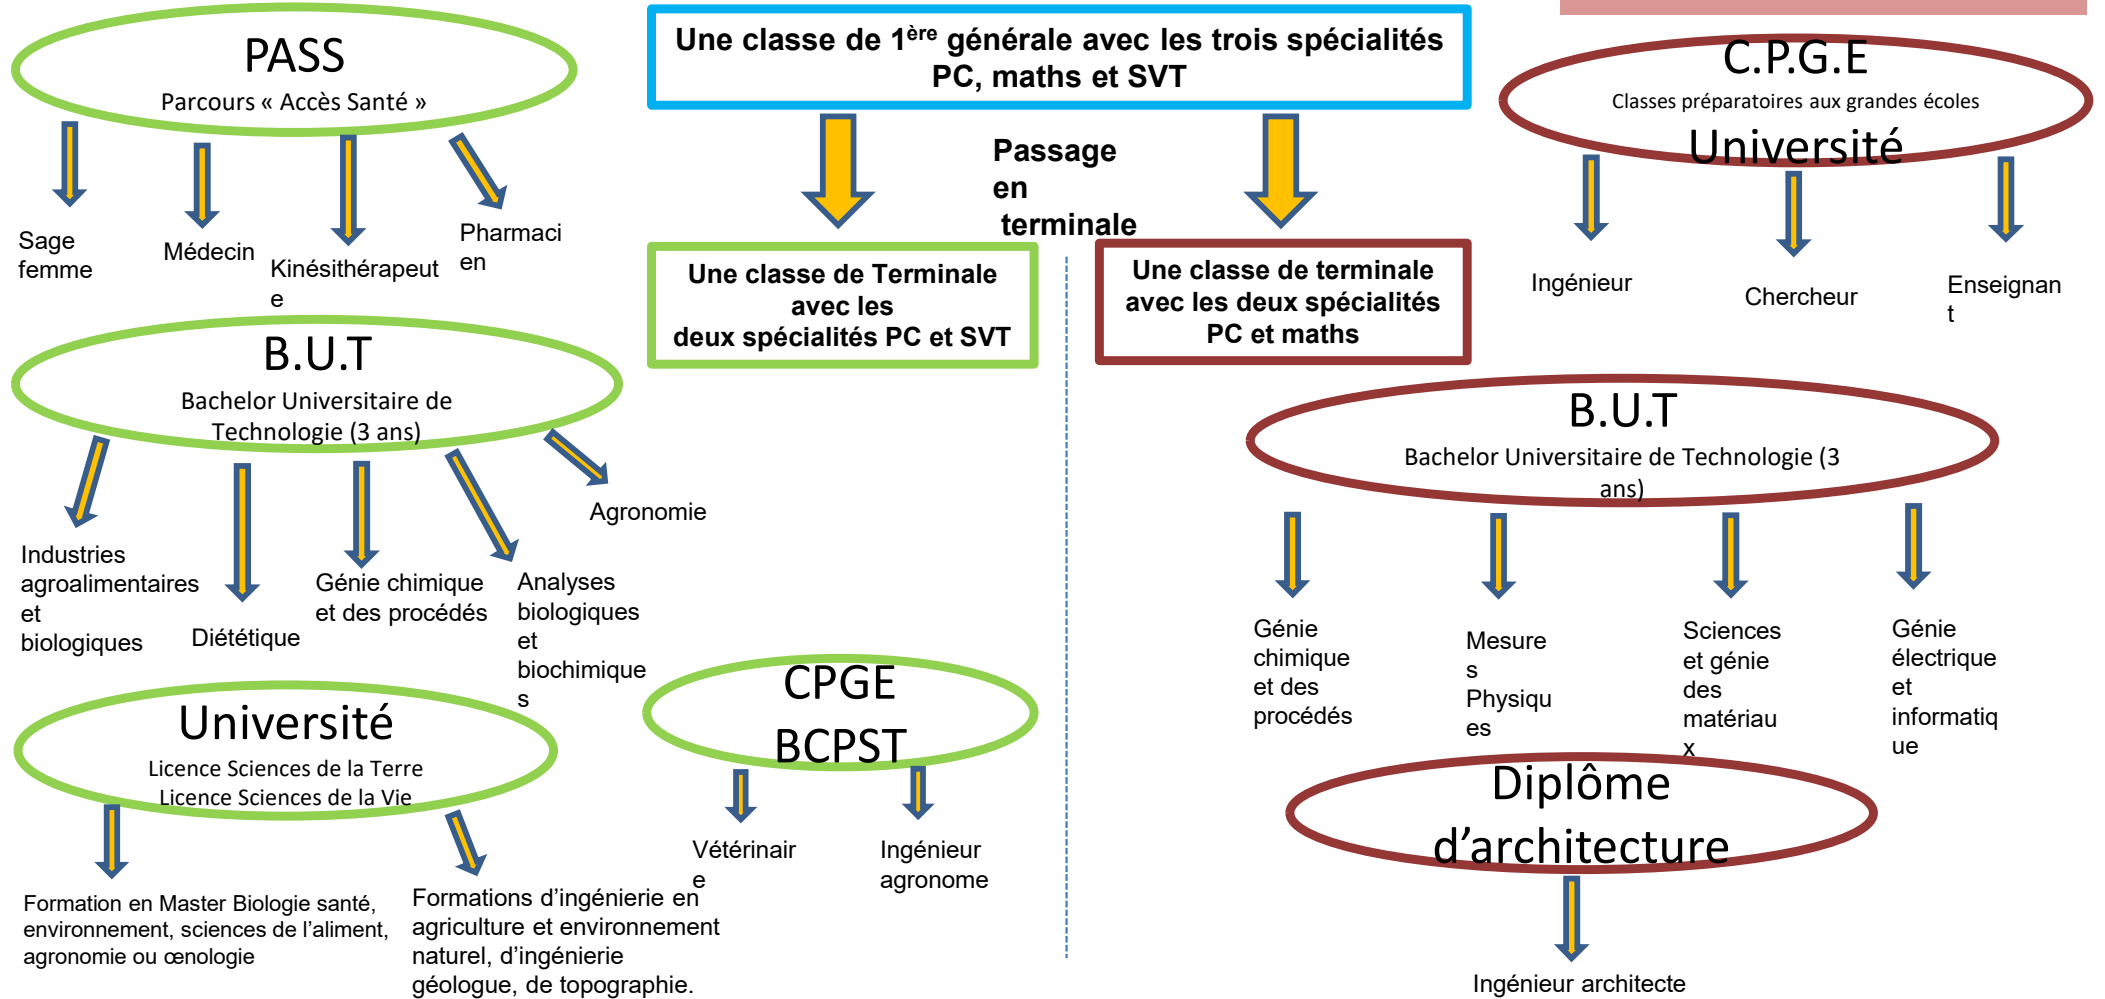 Une classe de 1ère générale avec les trois spécialités
PC, maths et SVT
Passage
en
terminale
Une classe de Terminale
avec les
deux spécialités PC et SVT
Une classe de terminale
avec les deux spécialités
PC et maths
PASS
Parcours « Accès Santé »
Sage
femme
Médecin
Kinésithérapeut
e
Pharmaci
en
B.U.T
Bachelor Universitaire de
Technologie (3 ans)
Industries
agroalimentaires
et
biologiques
Diététique
Génie chimique
et des procédés
Analyses
biologiques
et
biochimique
s
Agronomie
Université
Licence Sciences de la Terre
Licence Sciences de la Vie
Formation en Master Biologie santé,
environnement, sciences de l’aliment,
agronomie ou œnologie
Formations d’ingénierie en
agriculture et environnement
naturel, d’ingénierie
géologue, de topographie.
CPGE
BCPST
Vétérinair
e
Ingénieur
agronome
C.P.G.E
Classes préparatoires aux grandes écoles
Université
Ingénieur
Chercheur
Enseignan
t
B.U.T
Bachelor Universitaire de Technologie (3
ans)
Génie
chimique
et des
procédés
Mesure
s
Physiqu
es
Sciences
et génie
des
matériau
x
Génie
électrique
et
informatiq
ue
Diplôme
d’architecture
Ingénieur architecte